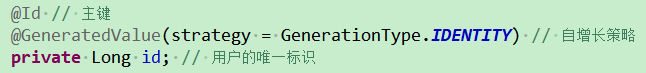 @Id // 主键
@GeneratedValue(strategy = GenerationType.IDENTITY) // 自增长策略
private Long id; // 用户的唯一标识